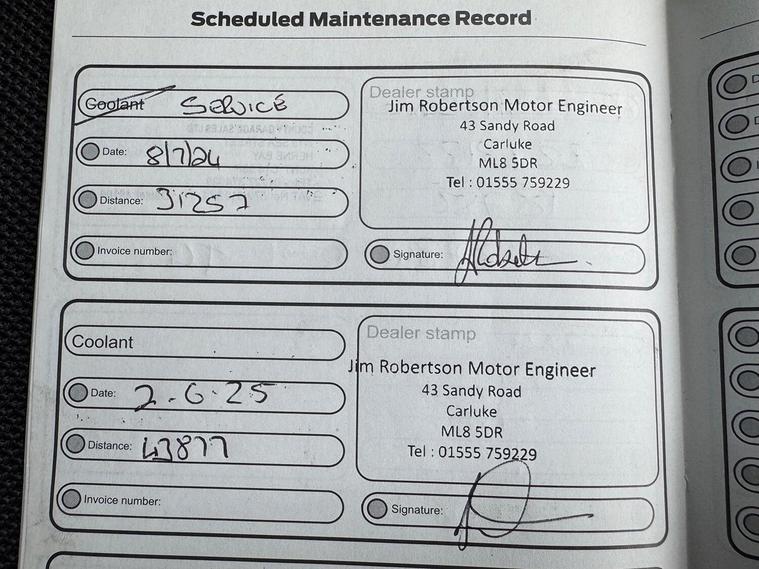 Scheduled Maintenance Record
Coolant SERVICE
Date: 8/7/24
Distance: 31257
Invoice number:
Dealer stamp
Jim Robertson Motor Engineer
43 Sandy Road
Carluke
ML8 5DR
Tel : 01555 759229
Signature:
Coolant
Date: 2-6-25
Distance: 43877
Invoice number:
Dealer stamp
Jim Robertson Motor Engineer
43 Sandy Road
Carluke
ML8 5DR
Tel : 01555 759229
Signature: